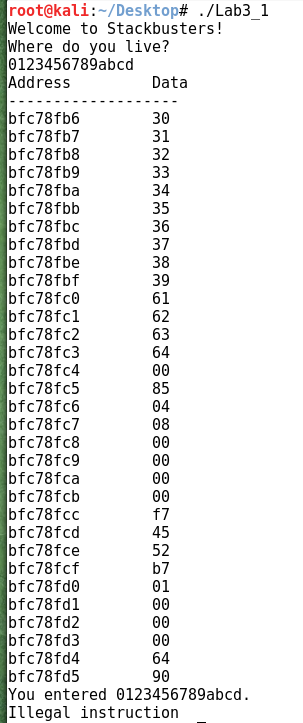 root@kali:~/Desktop# ./Lab3_1
Welcome to Stackbusters!
Where do you live?
0123456789abcd
Address Data
-------------------
bfc78fb6 30
bfc78fb7 31
bfc78fb8 32
bfc78fb9 33
bfc78fba 34
bfc78fbb 35
bfc78fbc 36
bfc78fbd 37
bfc78fbe 38
bfc78fbf 39
bfc78fc0 61
bfc78fc1 62
bfc78fc2 63
bfc78fc3 64
bfc78fc4 00
bfc78fc5 85
bfc78fc6 04
bfc78fc7 08
bfc78fc8 00
bfc78fc9 00
bfc78fca 00
bfc78fcb 00
bfc78fcc f7
bfc78fcd 45
bfc78fce 52
bfc78fcf b7
bfc78fd0 01
bfc78fd1 00
bfc78fd2 00
bfc78fd3 00
bfc78fd4 64
bfc78fd5 90
You entered 0123456789abcd.
Illegal instruction